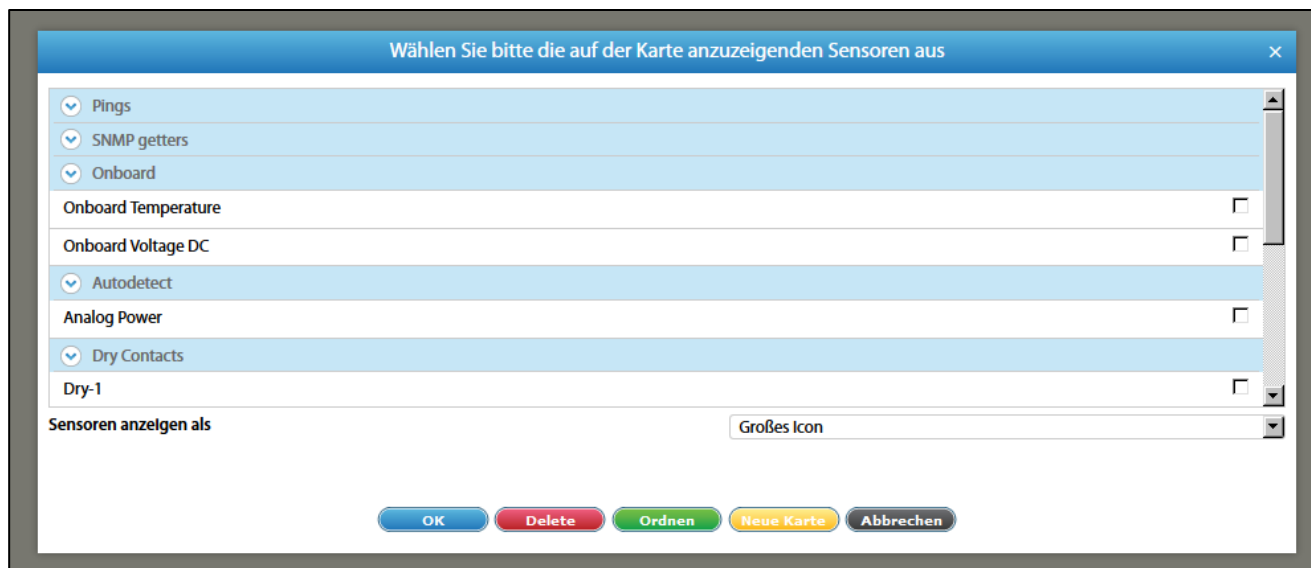 Wählen Sie bitte die auf der Karte anzuzeigenden Sensoren aus ×
Pings
SNMP getters
Onboard
Onboard Temperature
Onboard Voltage DC
Autodetect
Analog Power
Dry Contacts
Dry-1
Sensoren anzeigen als Großes Icon
OK Delete Ordnen Neue Karte Abbrechen